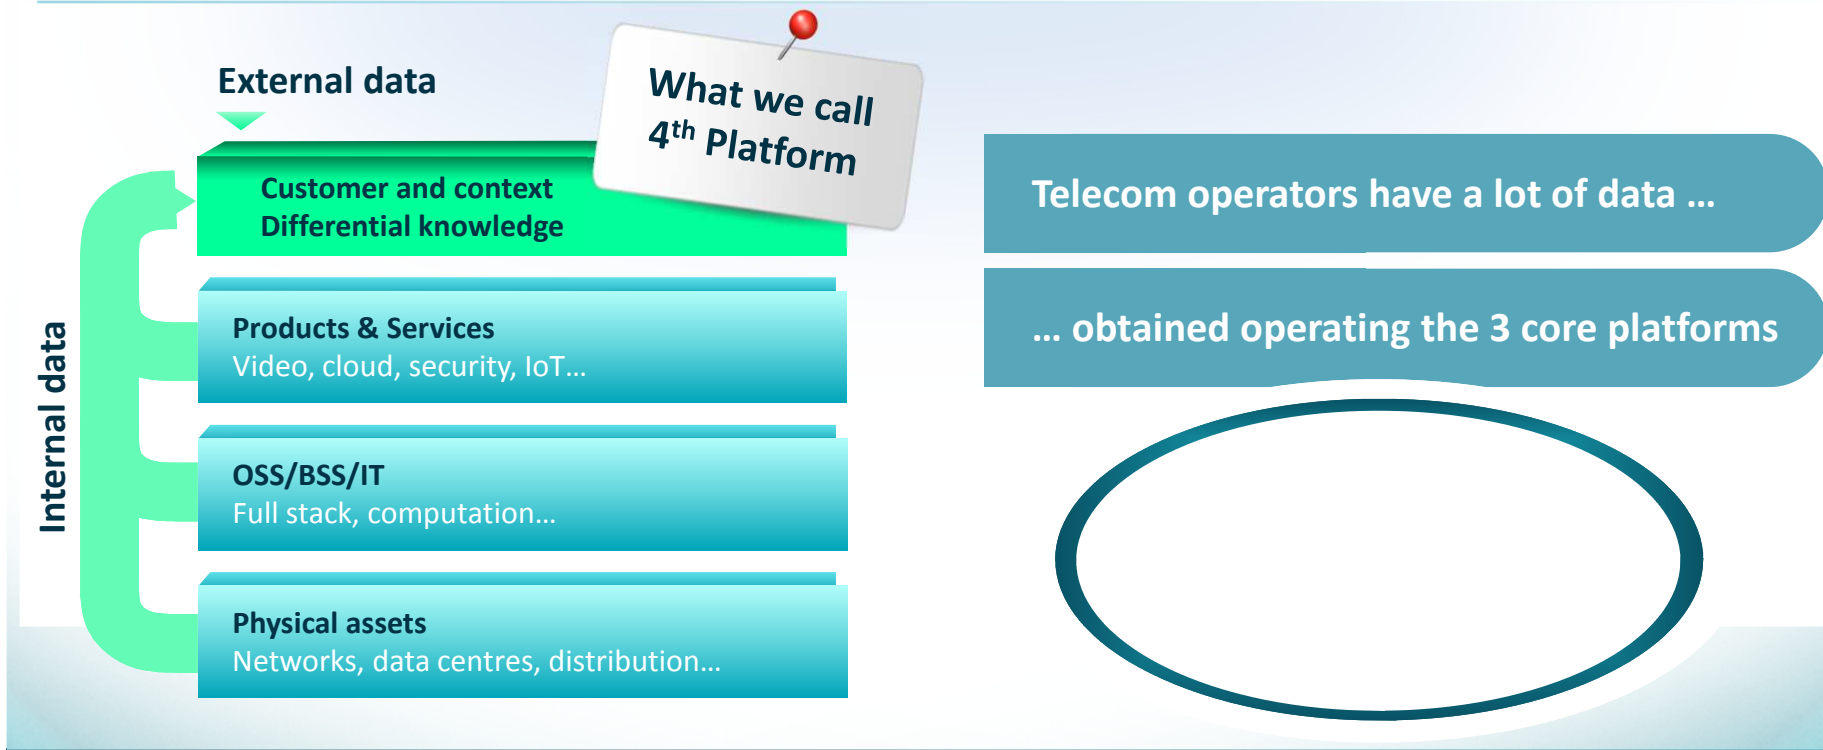 External data
What we call
4th Platform
Customer and context
Differential knowledge
Products & Services
Video, cloud, security, IoT...
OSS/BSS/IT
Full stack, computation...
Physical assets
Networks, data centres, distribution...
Internal data
Telecom operators have a lot of data ...
... obtained operating the 3 core platforms